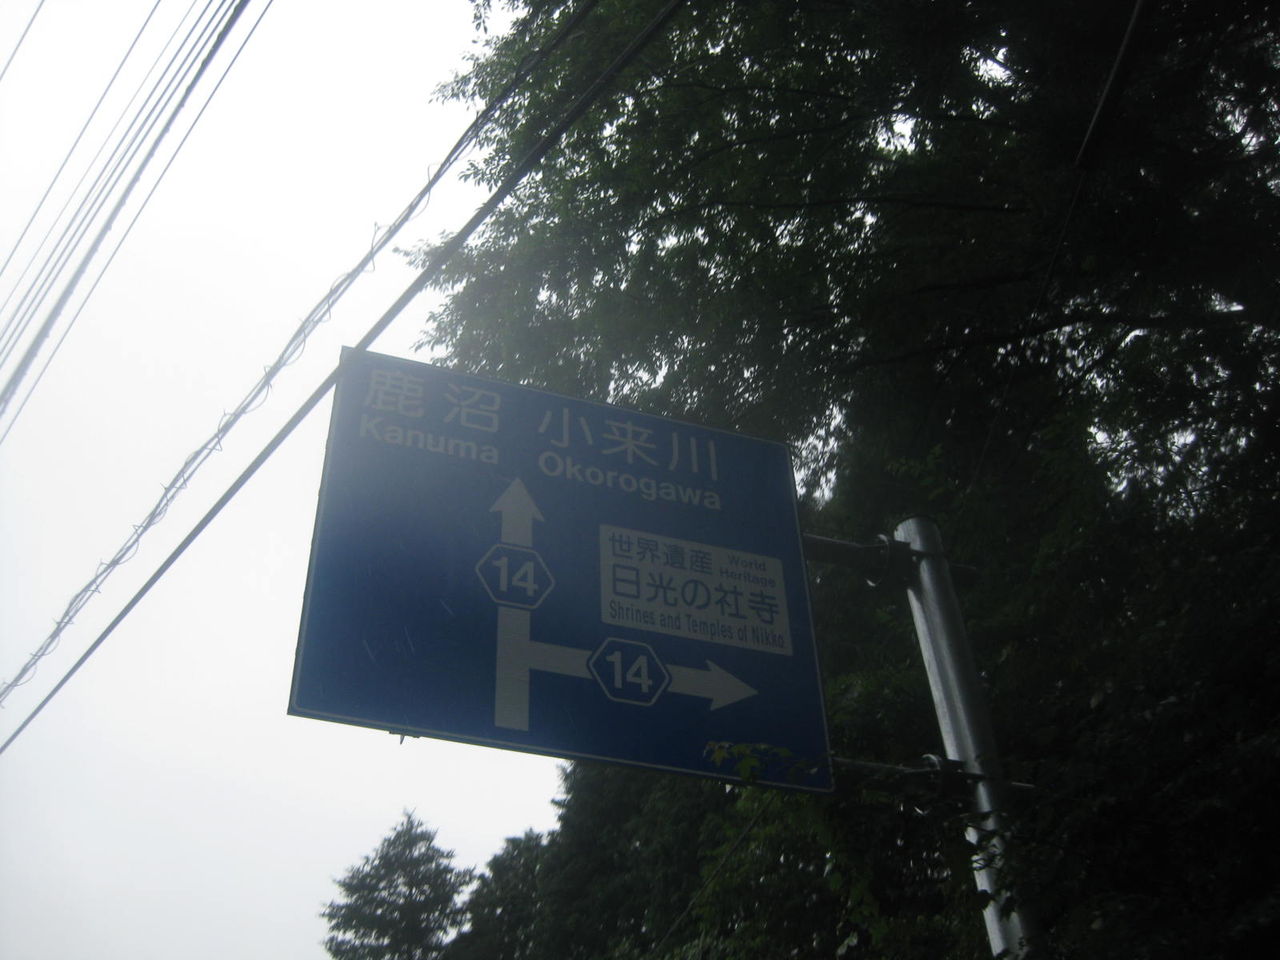 鹿沼 小来川
Kanuma Okorogawa
14
世界遺産 World Heritage
日光の社寺
Shrines and Temples of Nikko
14